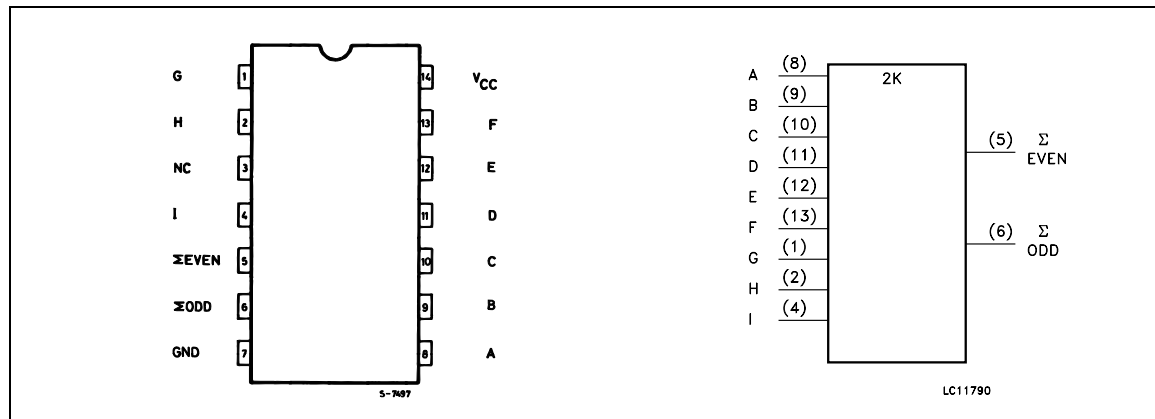 G 1 14 VCC
H 2 13 F
NC 3 12 E
I 4 11 D
ΣEVEN 5 10 C
ΣODD 6 9 B
GND 7 8 A
S-7497
2K
A (8)
B (9)
C (10)
D (11)
E (12)
F (13)
G (1)
H (2)
I (4)
(5) Σ
EVEN
(6) Σ
ODD
LC11790